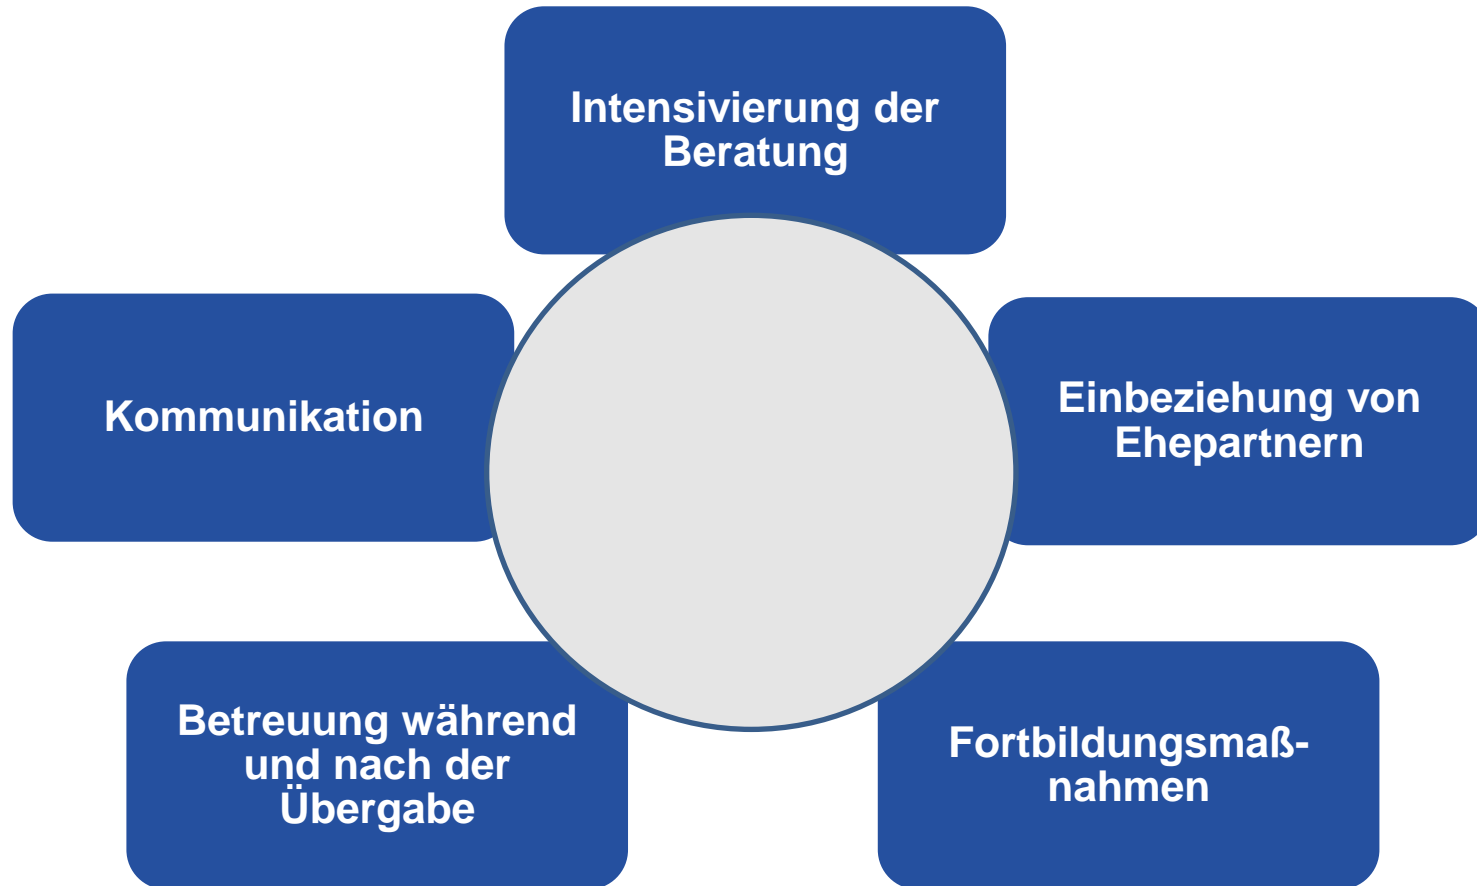 Intensivierung der
Beratung
Kommunikation
Einbeziehung von
Ehepartnern
Betreuung während
und nach der
Übergabe
Fortbildungsmaß-
nahmen